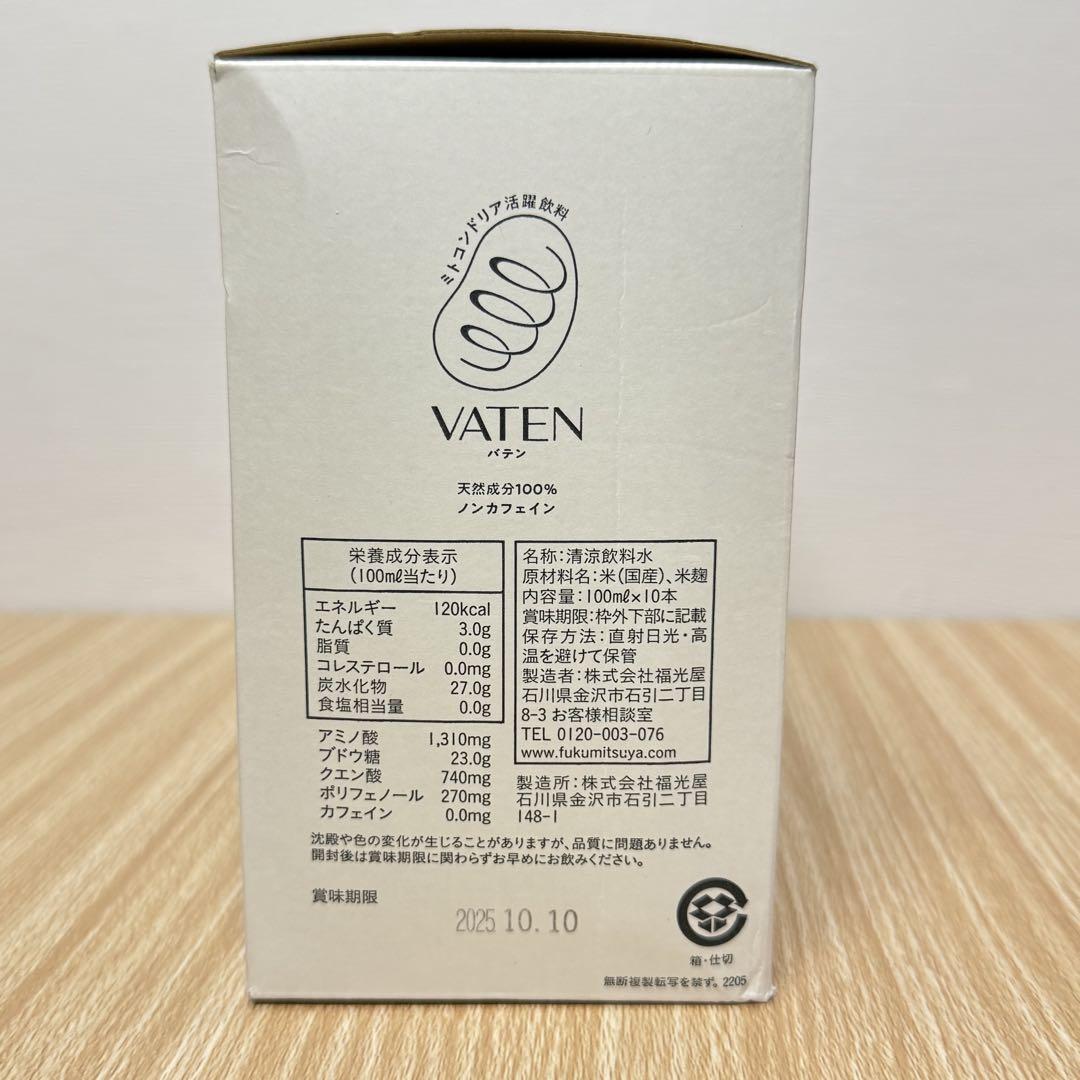 ミトコンドリア活躍飲料
VATEN
バテン
天然成分100%
ノンカフェイン
栄養成分表示
(100mℓ当たり)
エネルギー 120kcal
たんぱく質 3.0g
脂質 0.0g
コレステロール 0.0mg
炭水化物 27.0g
食塩相当量 0.0g
アミノ酸 1,310mg
ブドウ糖 23.0g
クエン酸 740mg
ポリフェノール 270mg
カフェイン 0.0mg
名称:清涼飲料水
原材料名:米(国産)、米麹
内容量:100mℓ×10本
賞味期限:枠外下部に記載
保存方法:直射日光・高
温を避けて保管
製造者:株式会社福光屋
石川県金沢市石引二丁目
8-3 お客様相談室
TEL 0120-003-076
www.fukumitsuya.com
製造所:株式会社福光屋
石川県金沢市石引二丁目
148-1
沈殿や色の変化が生じることがありますが、品質に問題ありません。
開封後は賞味期限に関わらずお早めにお飲みください。
賞味期限
2025 10. 10
箱・仕切
無断複製転写を禁ず。2205